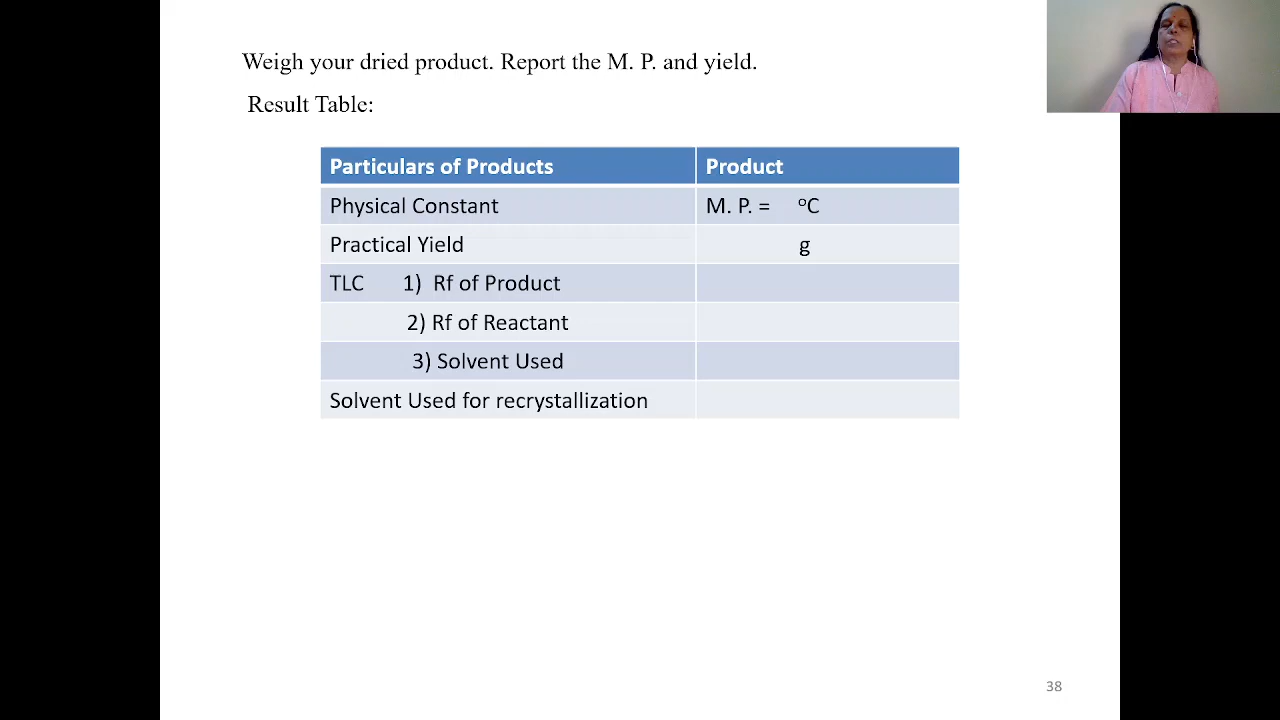 Weigh your dried product. Report the M. P. and yield.
Result Table:
Particulars of Products Product
Physical Constant M. P. = °C
Practical Yield g
TLC 1) Rf of Product
2) Rf of Reactant
3) Solvent Used
Solvent Used for recrystallization
38